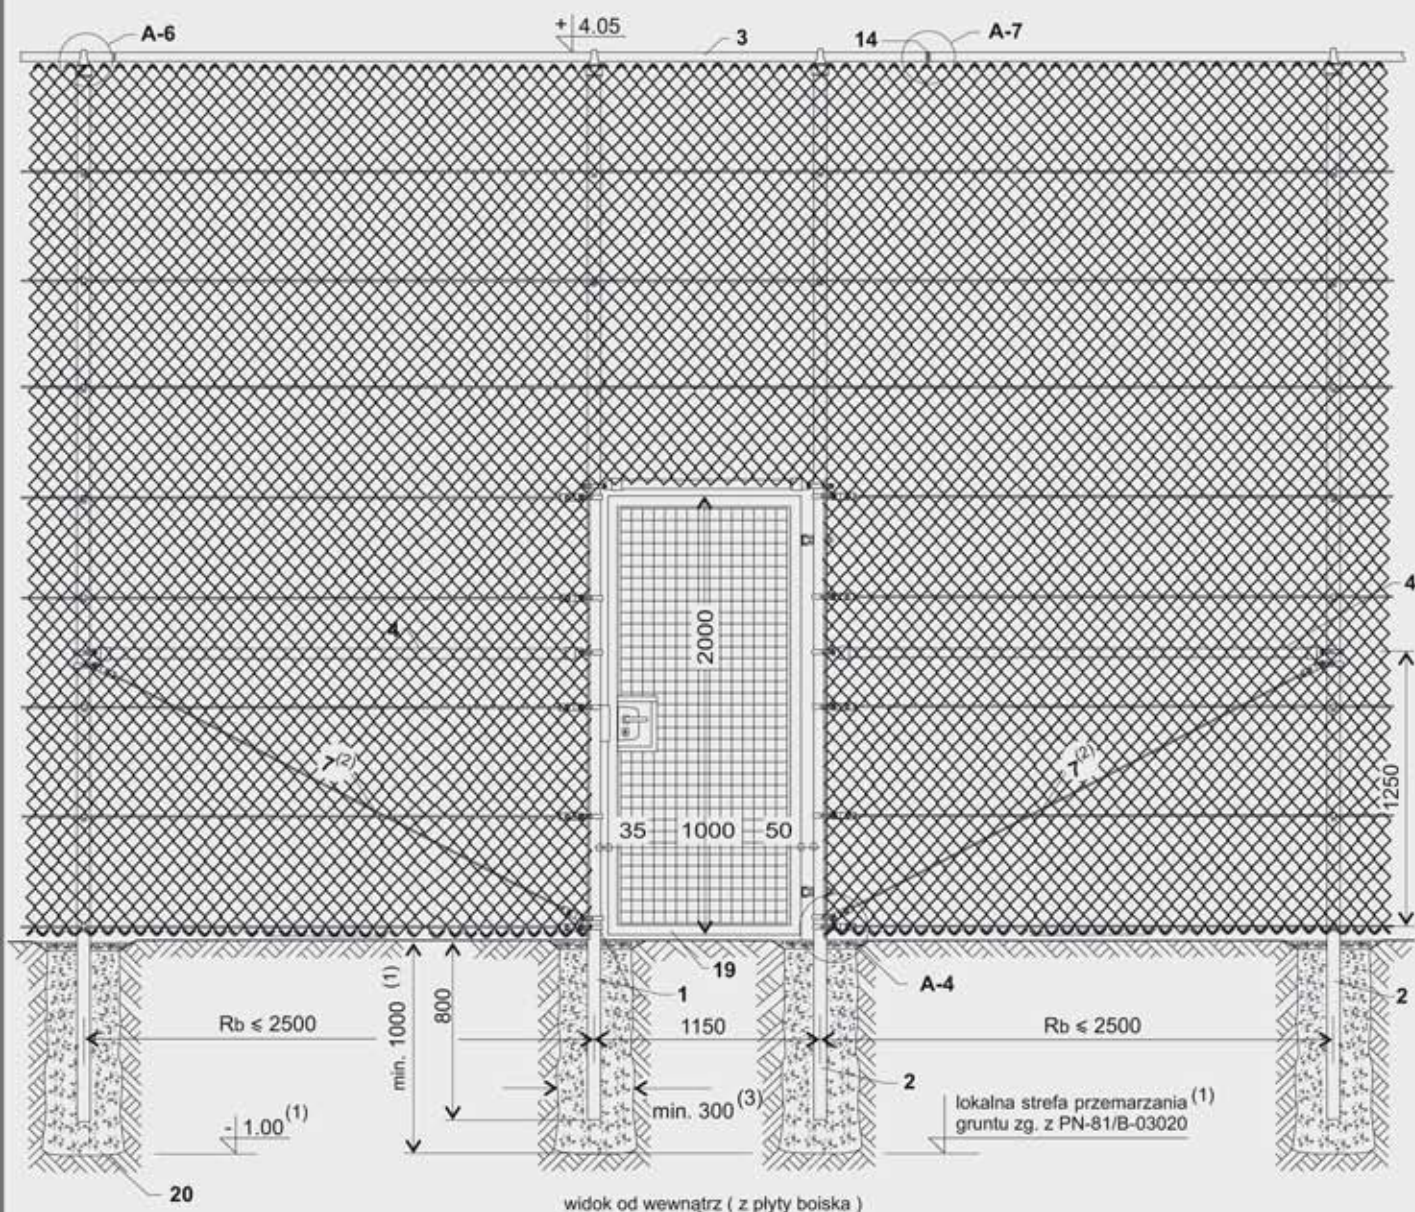 A-6
+ 4.05
3
14
A-7
4
4
2000
7(2)
7(2)
1250
35 1000 50
19
A-4
1
2
min. 1000 (1)
800
Rb ≤ 2500
1150
Rb ≤ 2500
2
min. 300 (3)
- 1.00 (1)
lokalna strefa przemarzania (1)
gruntu zg. z PN-81/B-03020
20
widok od wewnątrz ( z płyty boiska )